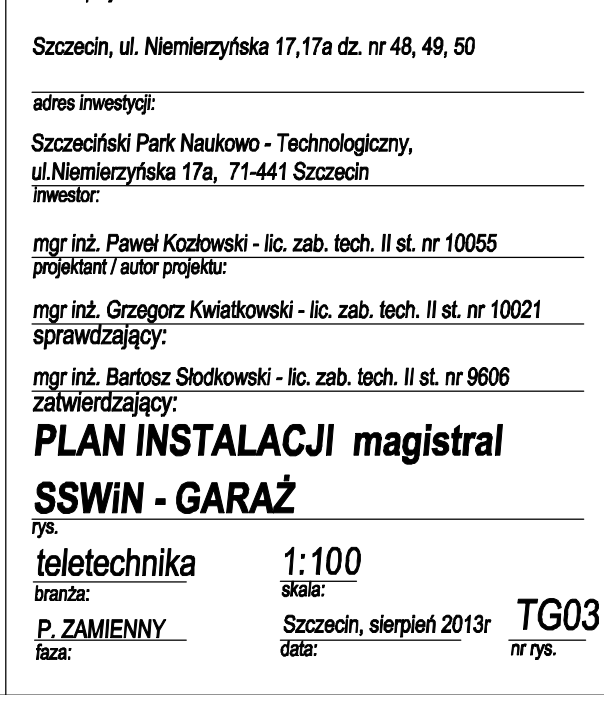 Szczecin, ul. Niemierzyńska 17,17a dz. nr 48, 49, 50
adres inwestycji:
Szczeciński Park Naukowo - Technologiczny,
ul.Niemierzyńska 17a, 71-441 Szczecin
inwestor:
mgr inż. Paweł Kozłowski - lic. zab. tech. II st. nr 10055
projektant / autor projektu:
mgr inż. Grzegorz Kwiatkowski - lic. zab. tech. II st. nr 10021
sprawdzający:
mgr inż. Bartosz Słodkowski - lic. zab. tech. II st. nr 9606
zatwierdzający:
PLAN INSTALACJI magistral
SSWiN - GARAŻ
rys.
teletechnika 1:100
branża: skala:
P. ZAMIENNY Szczecin, sierpień 2013r TG03
faza: data: nr rys.